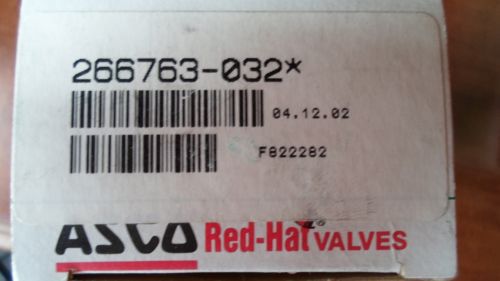 266763-032*
04.12.02
F822282
ASCO Red-Hat® VALVES